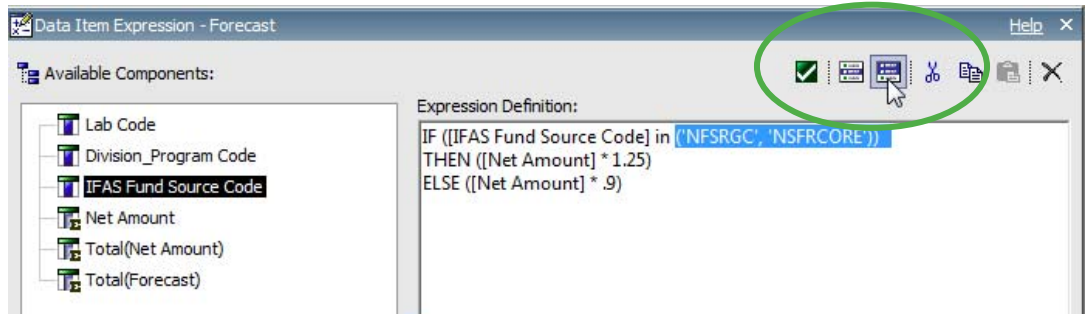 Data Item Expression - Forecast Help
Available Components:
Expression Definition:
Lab Code
Division_Program Code
IFAS Fund Source Code
Net Amount
Total(Net Amount)
Total(Forecast)
IF ([IFAS Fund Source Code] in ('NFSRGC', 'NSFRCORE'))
THEN ([Net Amount] * 1.25)
ELSE ([Net Amount] * .9)